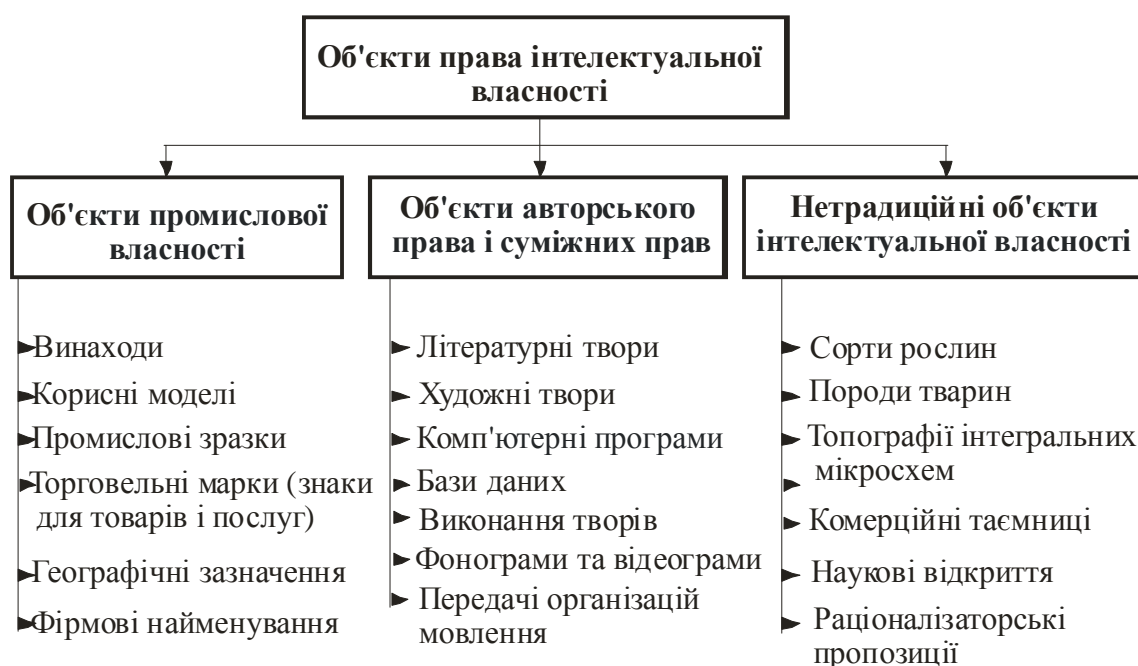 Об'єкти права інтелектуальної
власності
Об'єкти промислової
власності
Винаходи
Корисні моделі
Промислові зразки
Торговельні марки (знаки
для товарів і послуг)
Географічні зазначення
Фірмові найменування
Об'єкти авторського
права і суміжних прав
Літературні твори
Художні твори
Комп'ютерні програми
Бази даних
Виконання творів
Фонограми та відеограми
Передачі організацій
мовлення
Нетрадиційні об'єкти
інтелектуальної власності
Сорти рослин
Породи тварин
Топографії інтегральних
мікросхем
Комерційні таємниці
Наукові відкриття
Раціоналізаторські
пропозиції